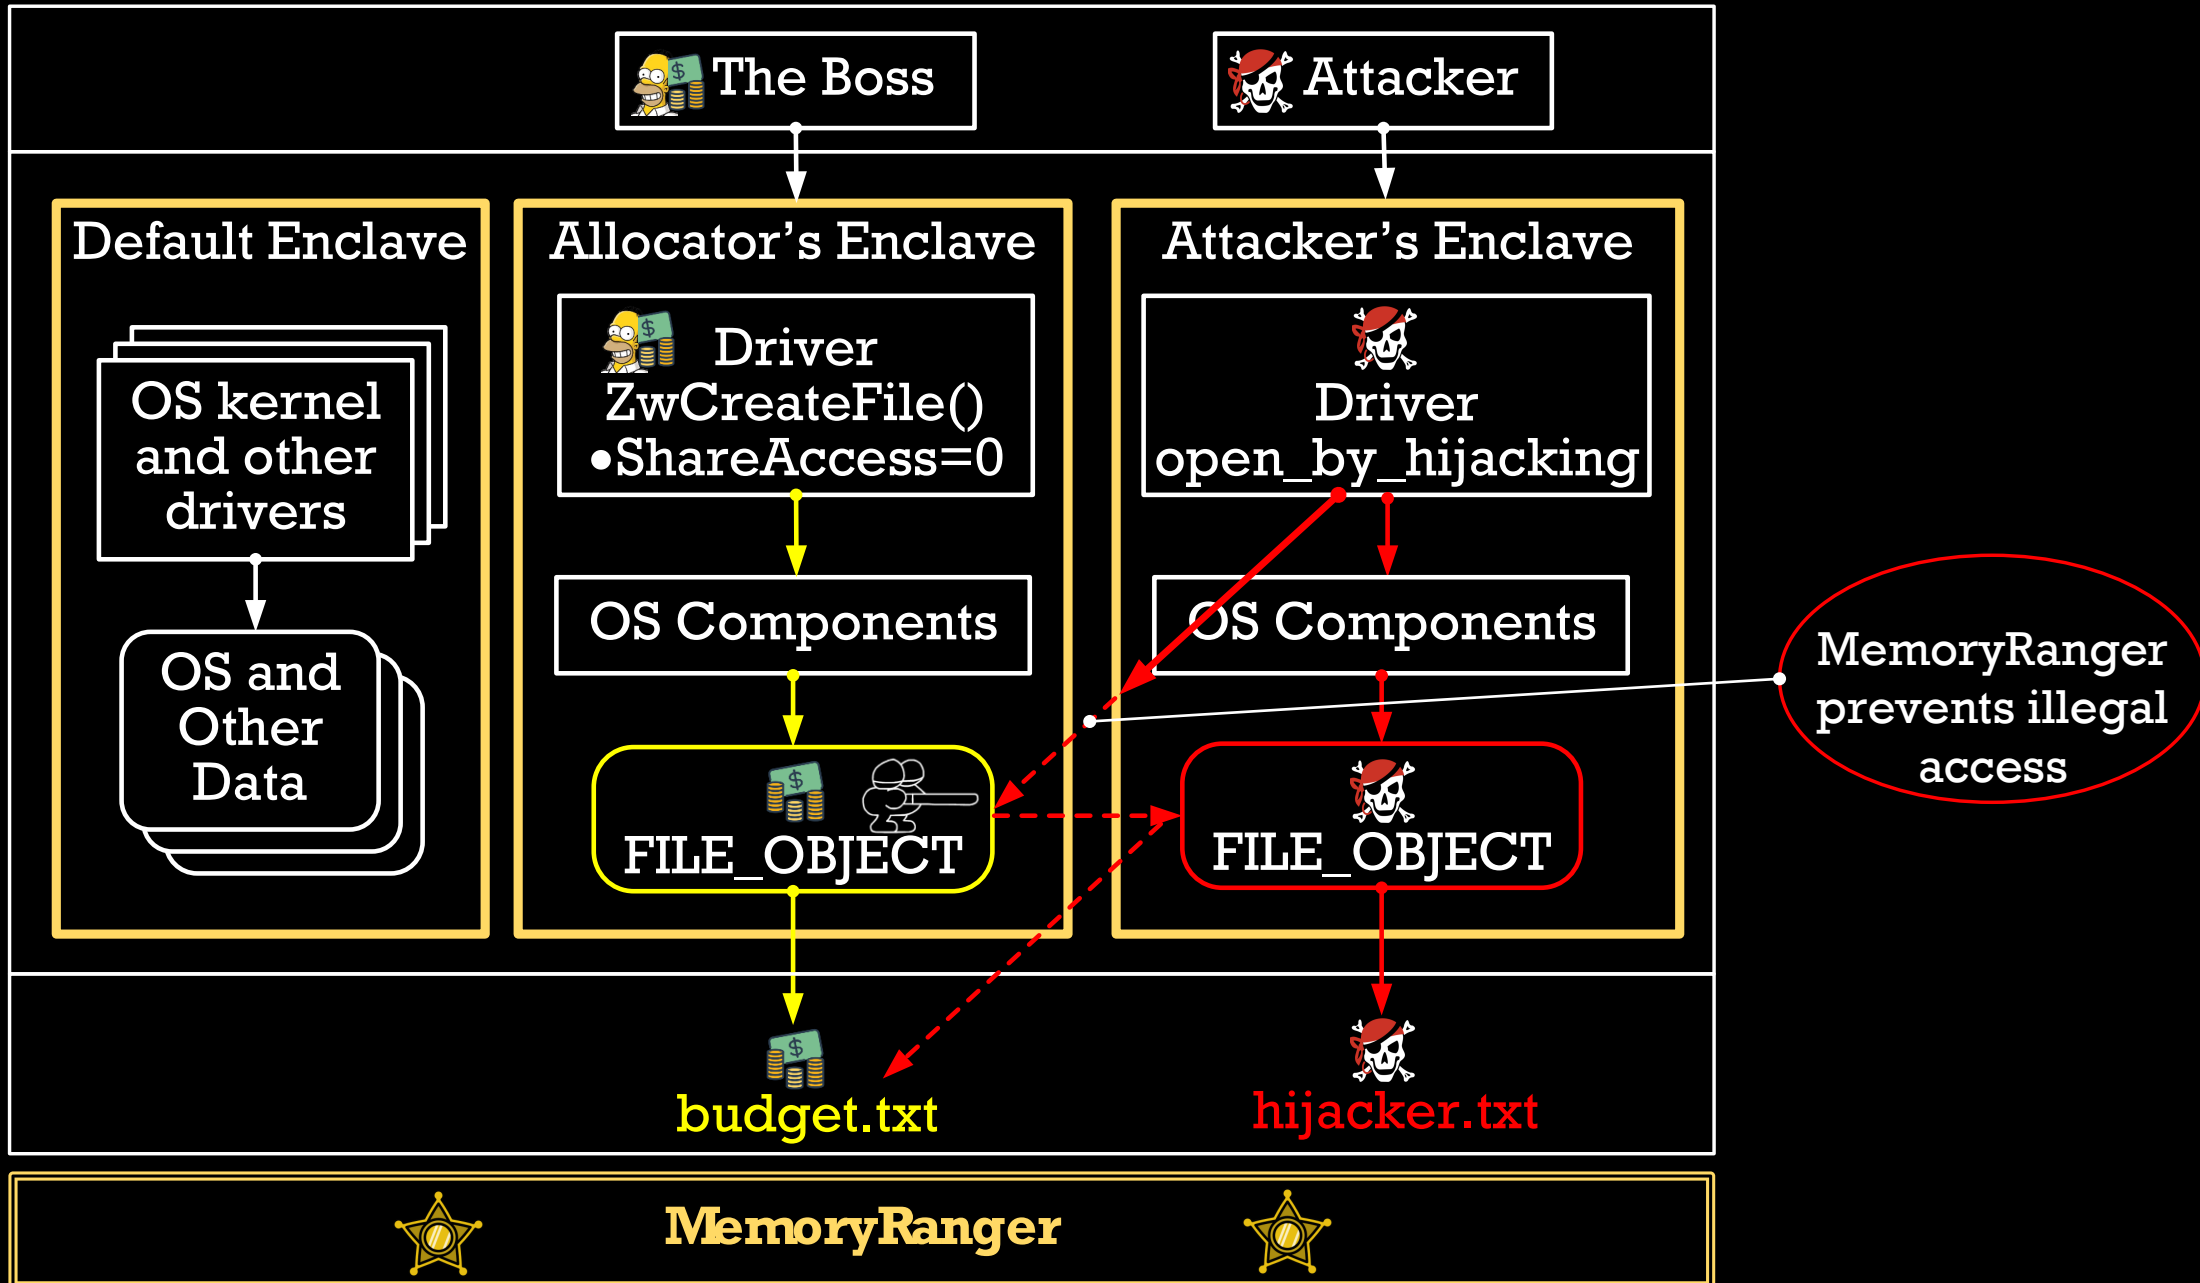 The Boss
Attacker
Default Enclave
OS kernel
and other
drivers
OS and
Other
Data
Allocator’s Enclave
Driver
ZwCreateFile()
●ShareAccess=0
OS Components
FILE_OBJECT
budget.txt
Attacker’s Enclave
Driver
open_by_hijacking
OS Components
FILE_OBJECT
hijacker.txt
MemoryRanger
prevents illegal
access
MemoryRanger